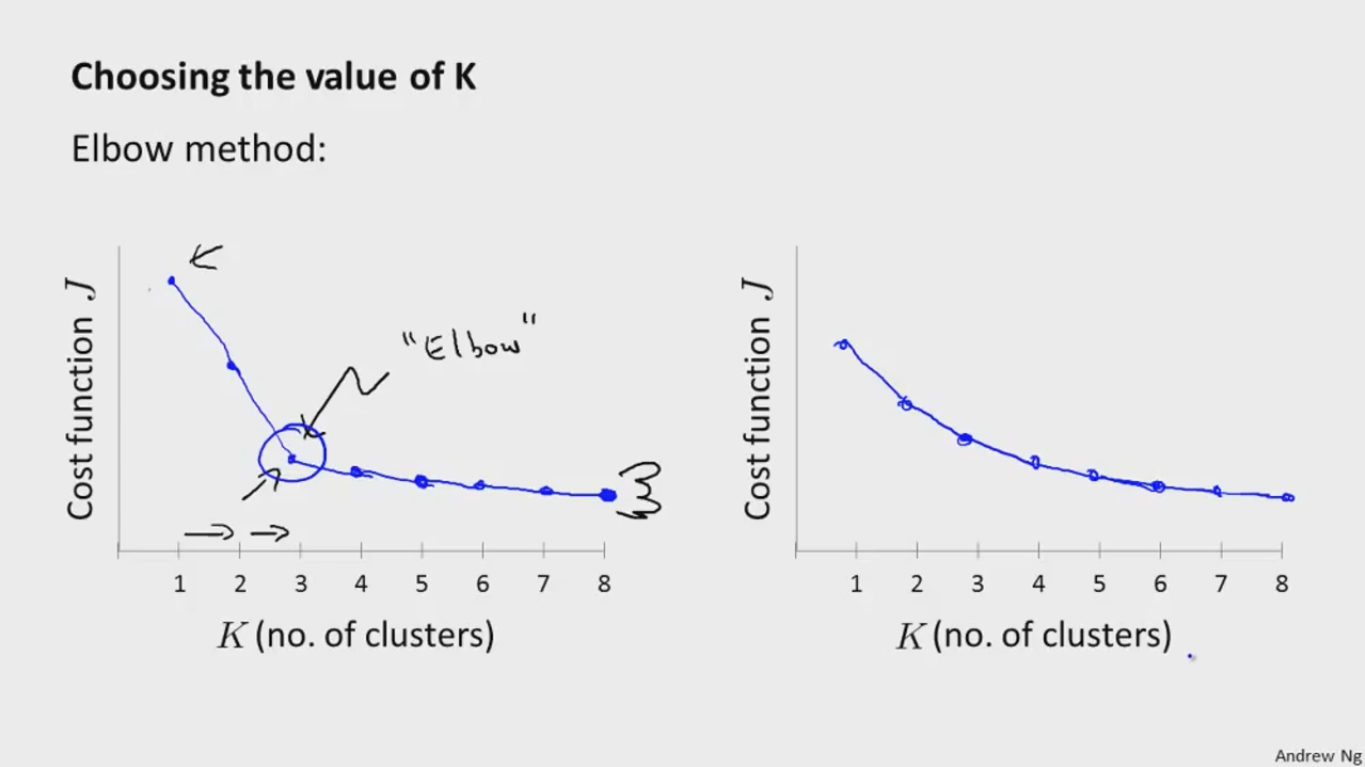 Choosing the value of K
Elbow method:
Cost function J
"Elbow"
1 2 3 4 5 6 7 8
K (no. of clusters)
Cost function J
1 2 3 4 5 6 7 8
K (no. of clusters)
Andrew Ng